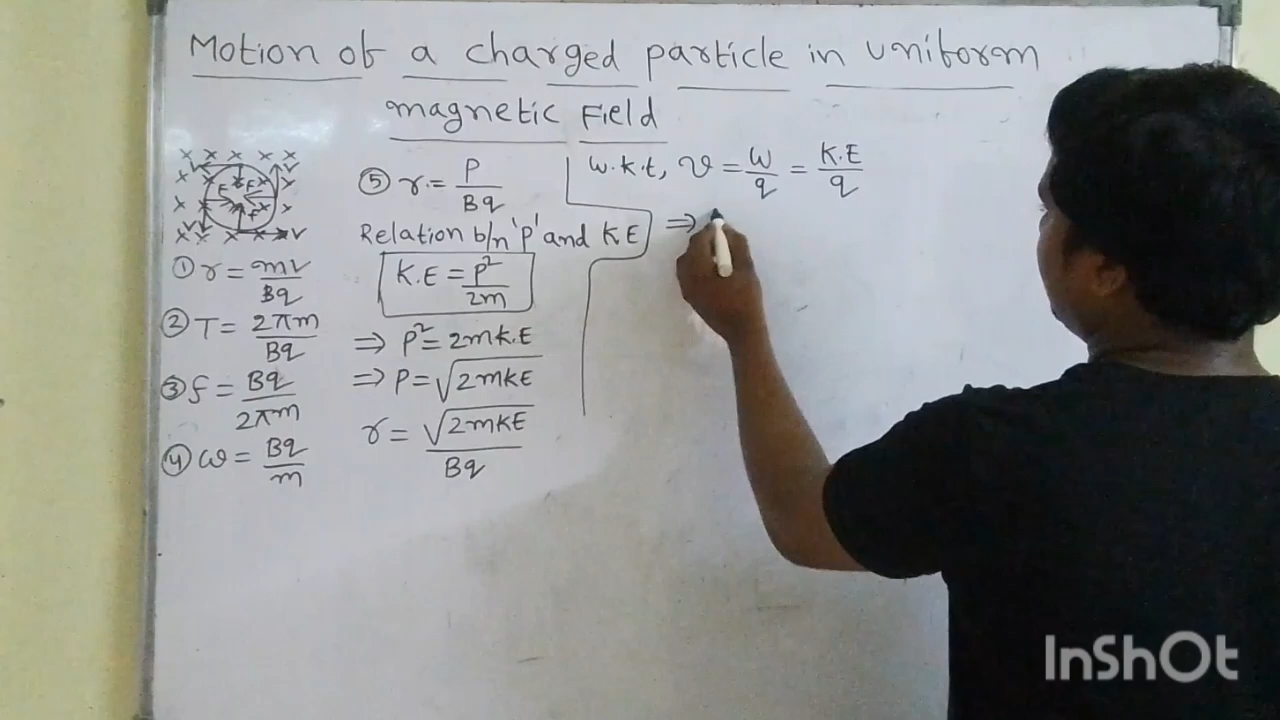 Motion of a charged particle in uniform
magnetic Field
① r = mv/Bq
② T = 2πm/Bq
③ f = Bq/2πm
④ ω = Bq/m
⑤ r = P/Bq
Relation b/n 'p' and KE
K.E = P²/2m
⇒ P² = 2mK.E
⇒ P = √2mKE
r = √2mKE/Bq
W.K.t, V = W/q = K.E/q
⇒
InShOt